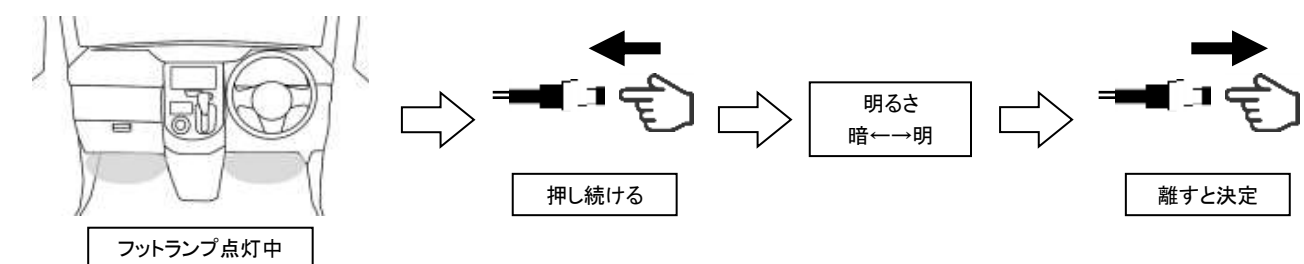 フットランプ点灯中
押し続ける
明るさ
暗←→明
離すと決定